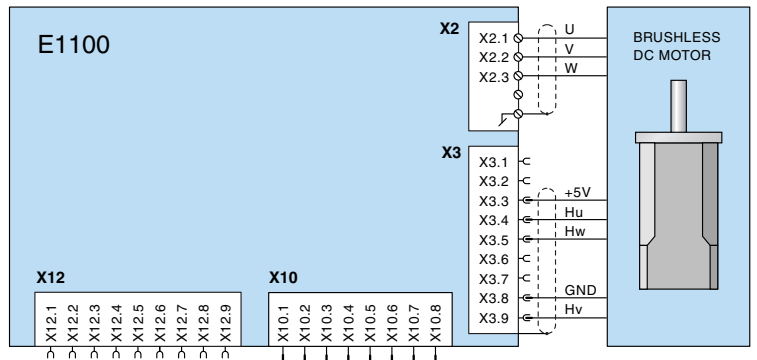 E1100
X2
X2.1
X2.2
X2.3
U
V
W
BRUSHLESS
DC MOTOR
X3
X3.1
X3.2
X3.3
X3.4
X3.5
X3.6
X3.7
X3.8
X3.9
+5V
Hu
Hw
GND
Hv
X12
X12.1
X12.2
X12.3
X12.4
X12.5
X12.6
X12.7
X12.8
X12.9
X10
X10.1
X10.2
X10.3
X10.4
X10.5
X10.6
X10.7
X10.8